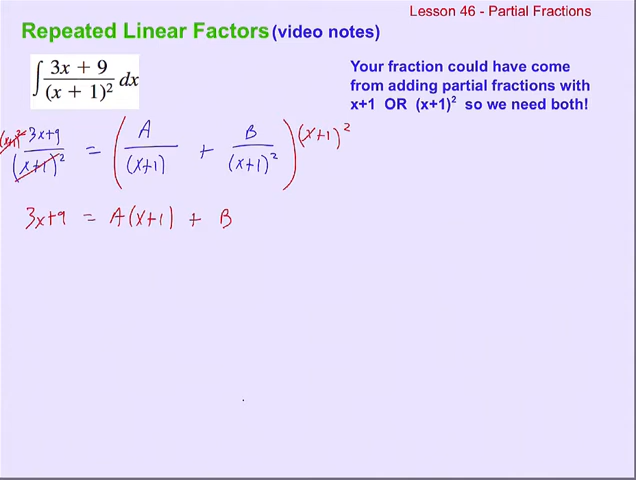 Lesson 46 - Partial Fractions
Repeated Linear Factors (video notes)
∫ (3x + 9)/(x + 1)² dx
Your fraction could have come
from adding partial fractions with
x+1 OR (x+1)² so we need both!
(x+1)² (3x+9)/(x+1)² = (A/(x+1) + B/(x+1)²)(x+1)²
3x+9 = A(x+1) + B